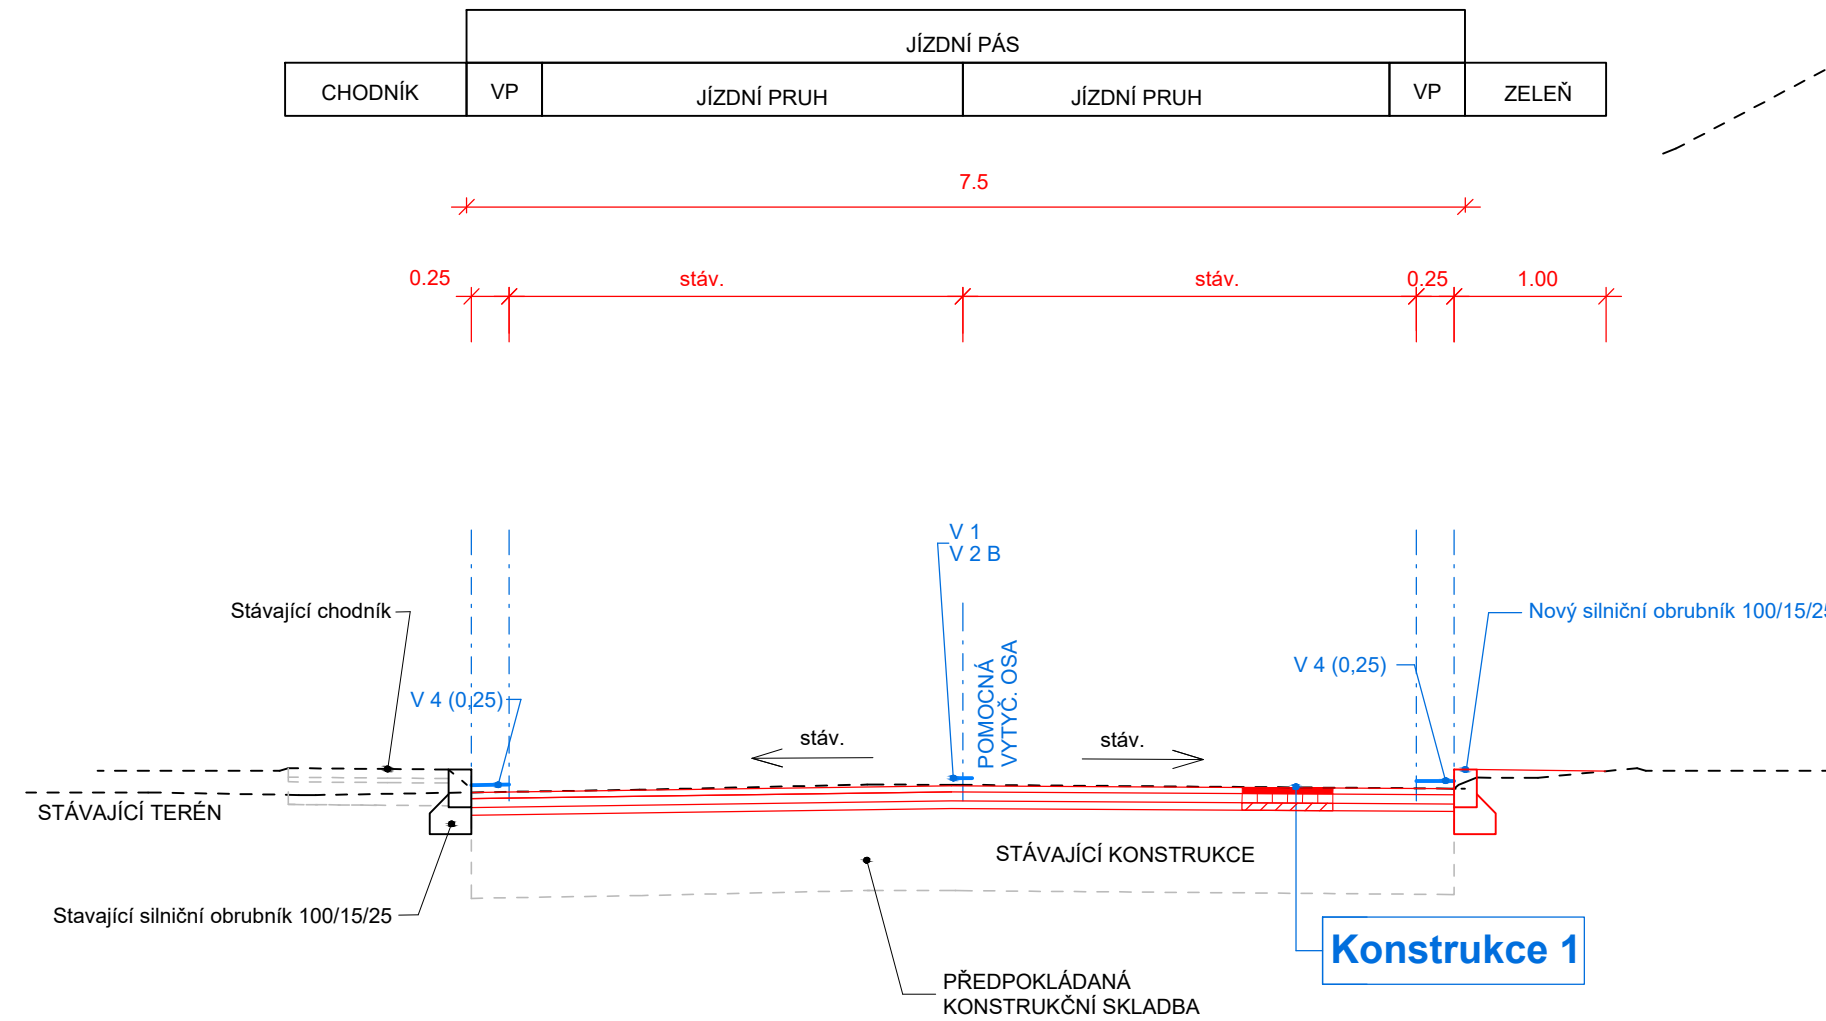 JÍZDNÍ PÁS
CHODNÍK
VP
JÍZDNÍ PRUH
JÍZDNÍ PRUH
VP
ZELEŇ
7.5
0.25
stáv.
stáv.
0.25
1.00
V 1
V 2 B
Stávající chodník
Nový silniční obrubník 100/15/25
V 4 (0,25)
V 4 (0,25)
POMOCNÁ
VYTYČ. OSA
stáv.
stáv.
STÁVAJÍCÍ TERÉN
STÁVAJÍCÍ KONSTRUKCE
Stavající silniční obrubník 100/15/25
Konstrukce 1
PŘEDPOKLÁDANÁ
KONSTRUKČNÍ SKLADBA